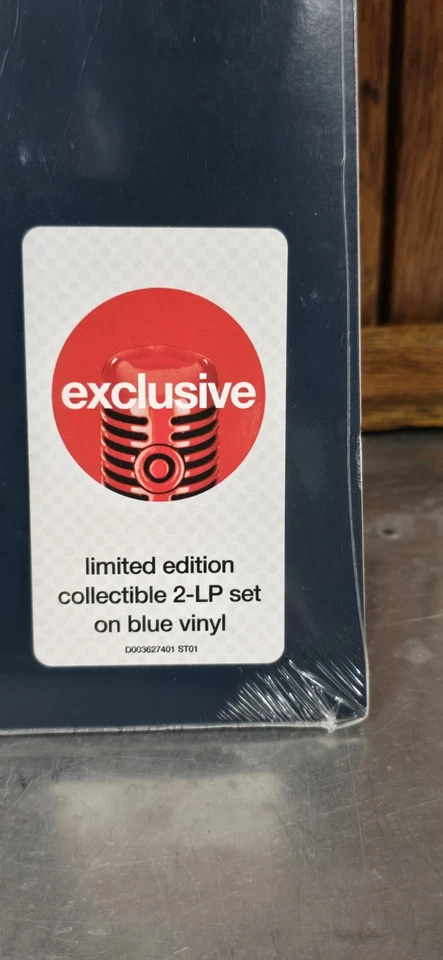 exclusive
limited edition
collectible 2-LP set
on blue vinyl
D003627401 ST01